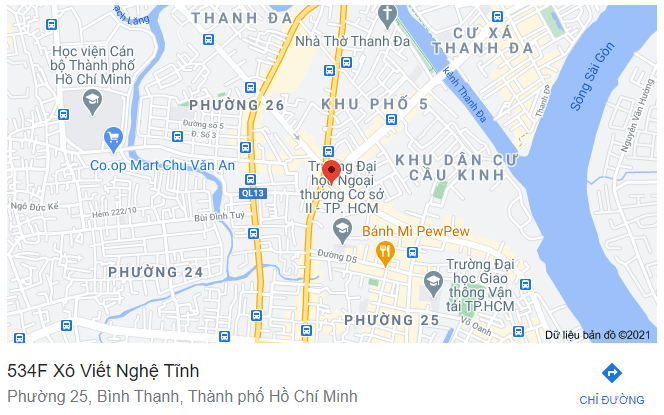 THANH ĐA
ch Lăng
Nhà Thờ Thanh Đa
CƯ XÁ
THANH ĐA
Học viện Cán
bộ Thành phố
Hồ Chí Minh
kênh Thanh Đa
Sông Sài Gòn
Thanh Đa
Nguyễn Văn Hưởng
PHƯỜNG 26
KHU PHỐ 5
Đường số 5
Đ. Số 3
Co.op Mart Chu Văn An
Trường Đại
học Ngoại
thương Cơ sở
II - TP. HCM
KHU DÂN CƯ
CẦU KINH
QL13
Ngô Đức Kế
Hẻm 222/10
Bùi Đình Tuý
Bánh Mì PewPew
Đường D5
PHƯỜNG 24
Trường Đại
học Giao
thông Vận
tải TP.HCM
PHƯỜNG 25
Võ Oanh
Dữ liệu bản đồ ©2021
534F Xô Viết Nghệ Tĩnh
Phường 25, Bình Thạnh, Thành phố Hồ Chí Minh
CHỈ ĐƯỜNG